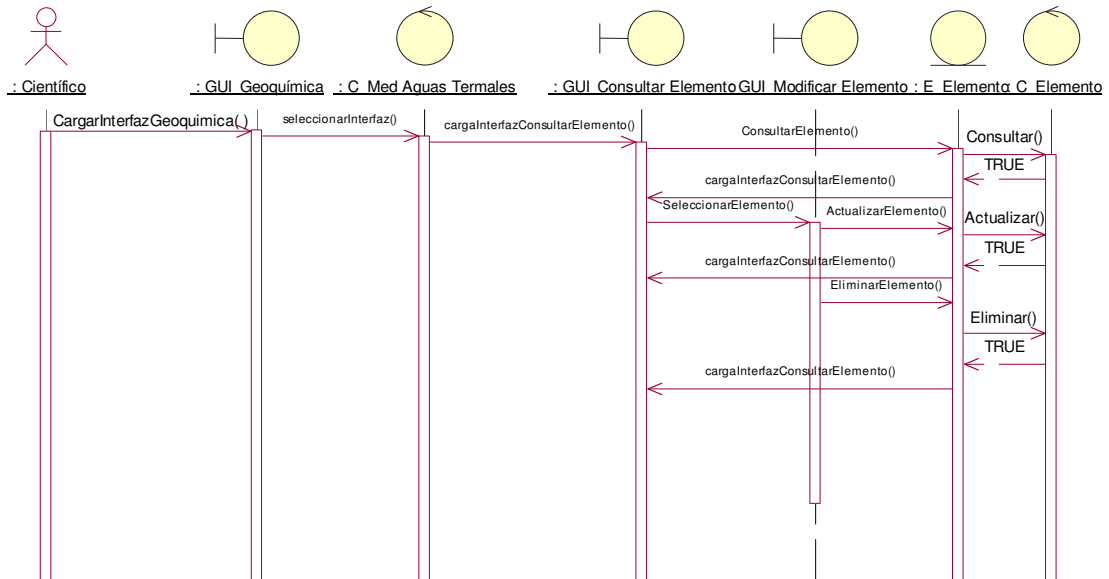 : Científico
: GUI_Geoquímica
: C_Med Aguas Termales
: GUI_Consultar Elemento
GUI_Modificar Elemento
: E_Elemento
: C_Elemento
CargarInterfazGeoquimica( )
seleccionarInterfaz()
cargaInterfazConsultarElemento()
ConsultarElemento()
Consultar()
TRUE
cargaInterfazConsultarElemento()
SeleccionarElemento()
ActualizarElemento()
Actualizar()
TRUE
cargaInterfazConsultarElemento()
EliminarElemento()
Eliminar()
TRUE
cargaInterfazConsultarElemento()